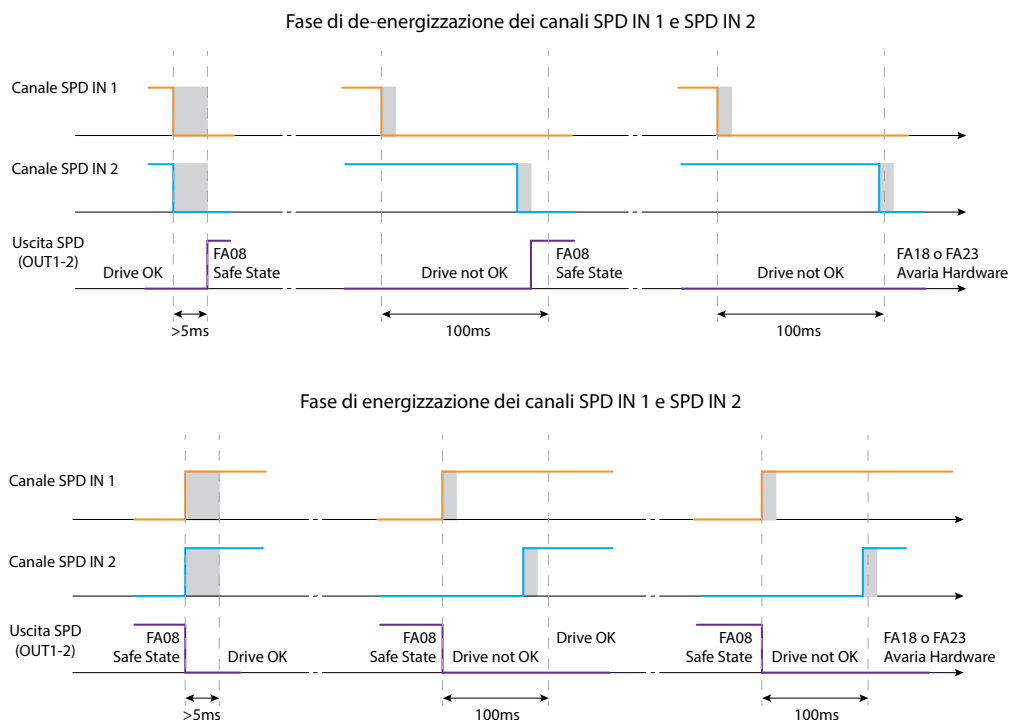 Fase di de-energizzazione dei canali SPD IN 1 e SPD IN 2
Canale SPD IN 1
Canale SPD IN 2
Uscita SPD
(OUT1-2)
Drive OK
FA08
Safe State
Drive not OK
FA08
Safe State
Drive not OK
FA18 o FA23
Avaria Hardware
>5ms
100ms
100ms
Fase di energizzazione dei canali SPD IN 1 e SPD IN 2
Canale SPD IN 1
Canale SPD IN 2
Uscita SPD
(OUT1-2)
FA08
Safe State
Drive OK
FA08
Safe State
Drive not OK
Drive OK
FA08
Safe State
Drive not OK
FA18 o FA23
Avaria Hardware
>5ms
100ms
100ms